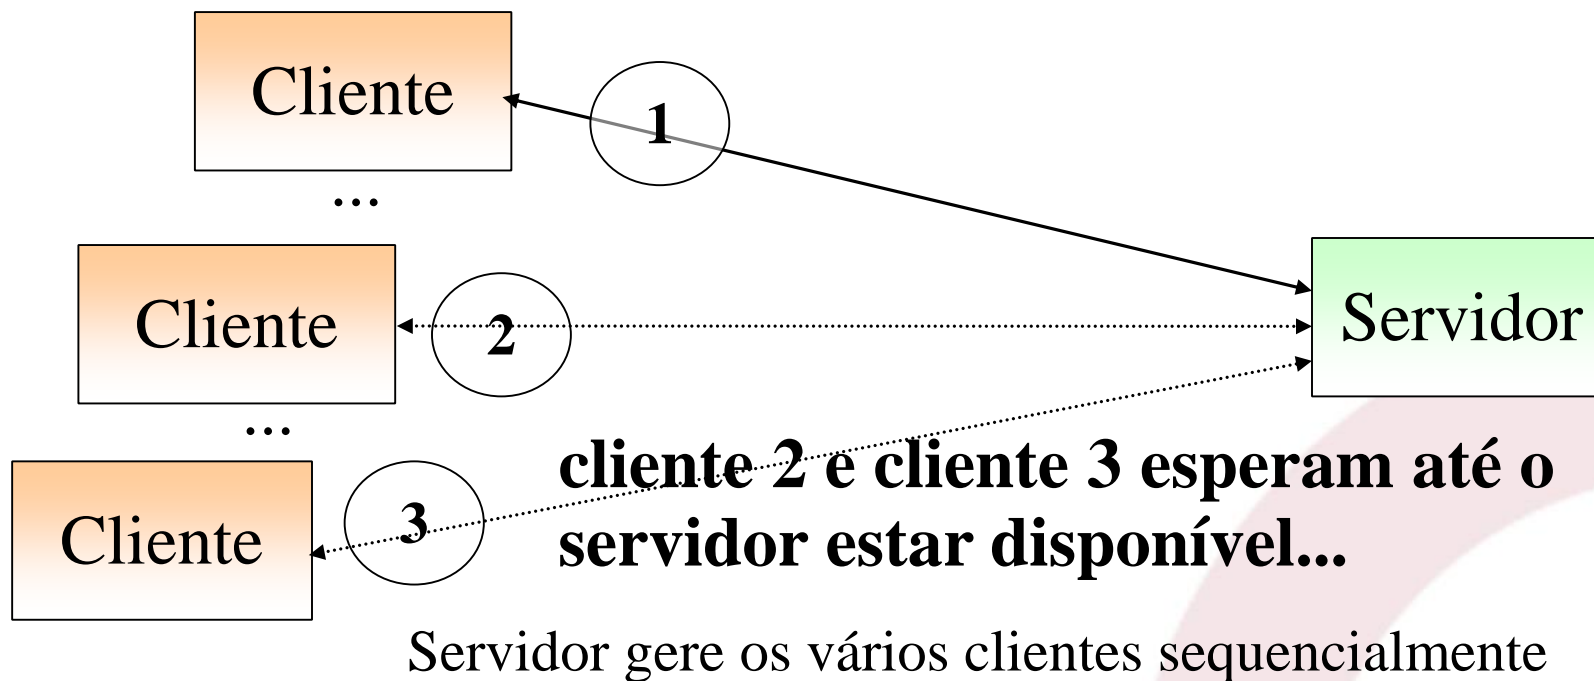 Cliente
1
...
Cliente
2
Servidor
...
cliente 2 e cliente 3 esperam até o
servidor estar disponível...
Cliente
3
Servidor gere os vários clientes sequencialmente